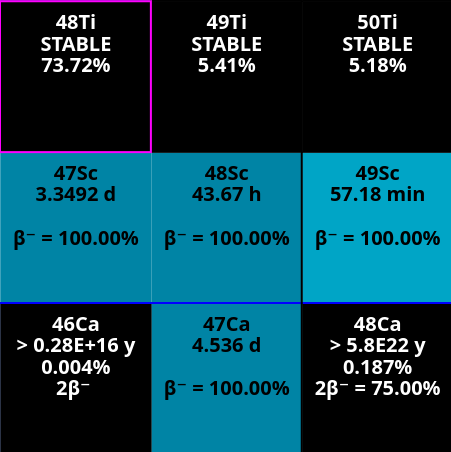 48Ti
STABLE
73.72%
49Ti
STABLE
5.41%
50Ti
STABLE
5.18%
47Sc
3.3492 d
β⁻ = 100.00%
48Sc
43.67 h
β⁻ = 100.00%
49Sc
57.18 min
β⁻ = 100.00%
46Ca
> 0.28E+16 y
0.004%
2β⁻
47Ca
4.536 d
β⁻ = 100.00%
48Ca
> 5.8E22 y
0.187%
2β⁻ = 75.00%